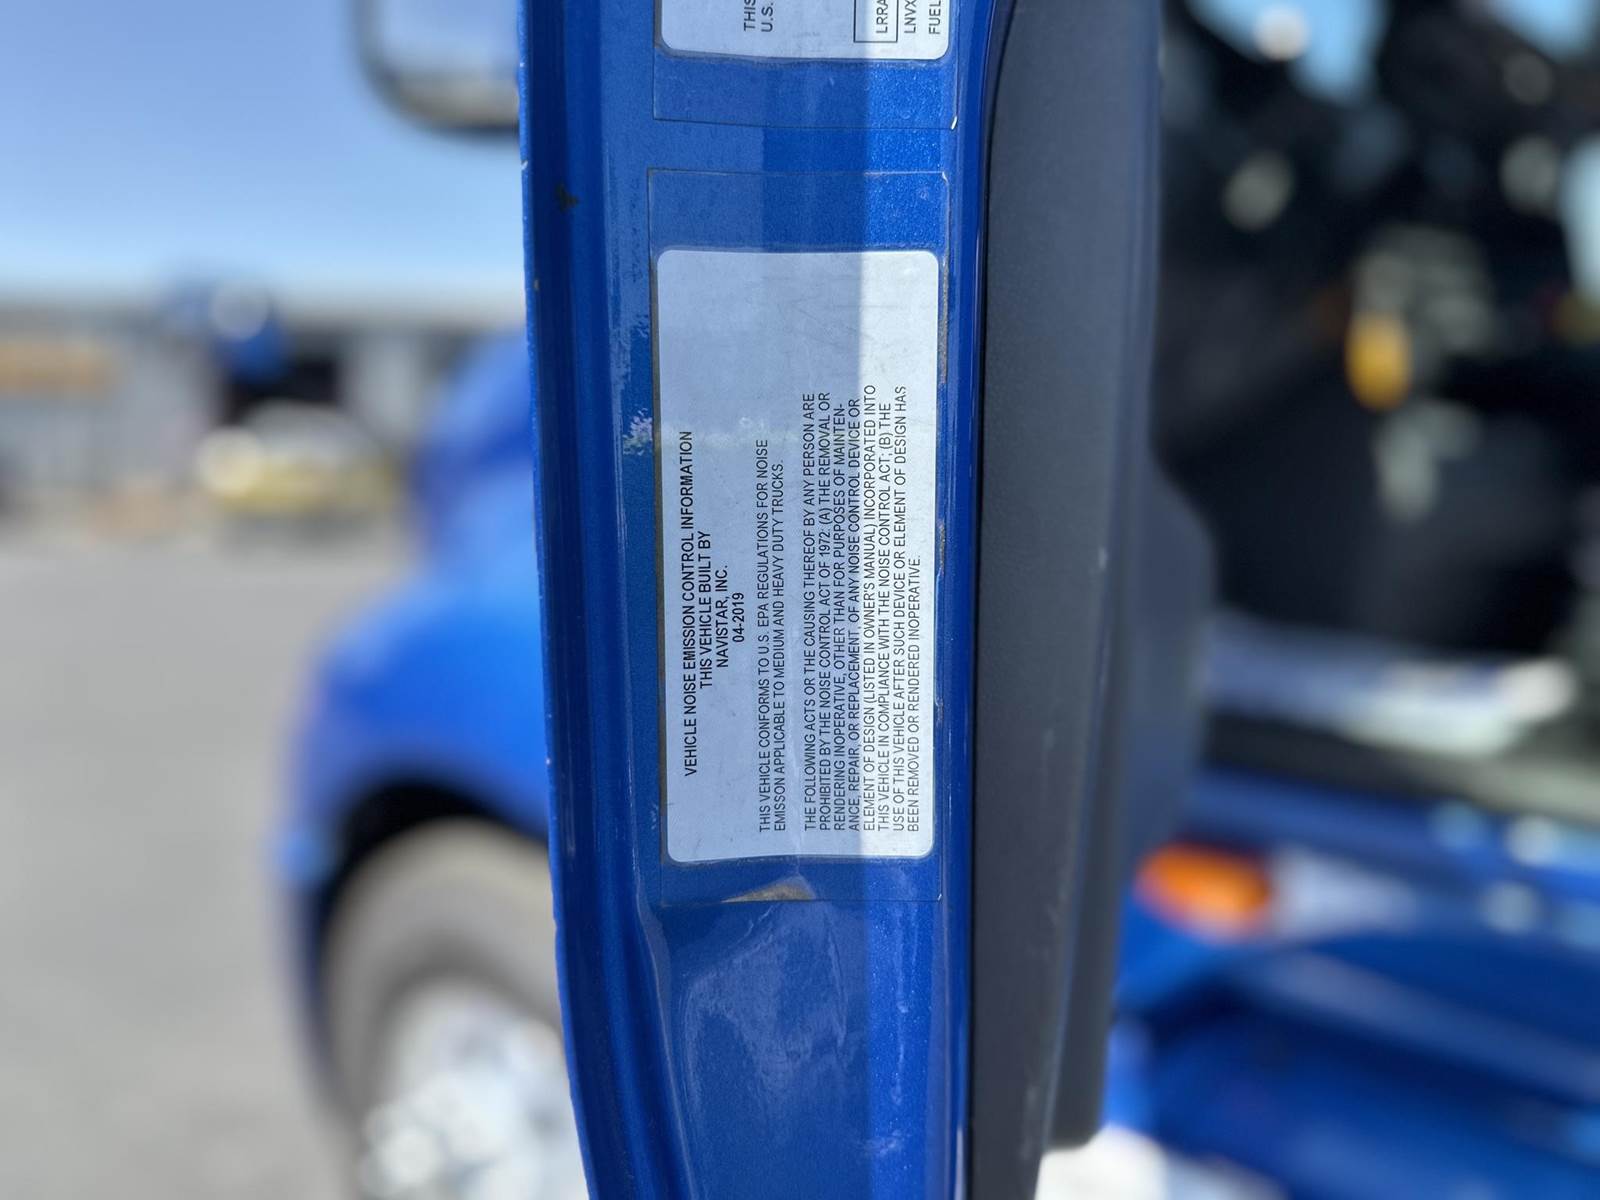 THIS
U.S.
LRRA
LNVX
FUEL
VEHICLE NOISE EMISSION CONTROL INFORMATION
THIS VEHICLE BUILT BY
NAVISTAR, INC.
04-2019
THIS VEHICLE CONFORMS TO U.S. EPA REGULATIONS FOR NOISE
EMISSON APPLICABLE TO MEDIUM AND HEAVY DUTY TRUCKS.
THE FOLLOWING ACTS OR THE CAUSING THEREOF BY ANY PERSON ARE
PROHIBITED BY THE NOISE CONTROL ACT OF 1972: (A) THE REMOVAL OR
RENDERING INOPERATIVE, OTHER THAN FOR PURPOSES OF MAINTEN-
ANCE, REPAIR, OR REPLACEMENT, OF ANY NOISE CONTROL DEVICE OR
ELEMENT OF DESIGN (LISTED IN OWNER'S MANUAL) INCORPORATED INTO
THIS VEHICLE IN COMPLIANCE WITH THE NOISE CONTROL ACT; (B) THE
USE OF THIS VEHICLE AFTER SUCH DEVICE OR ELEMENT OF DESIGN HAS
BEEN REMOVED OR RENDERED INOPERATIVE.